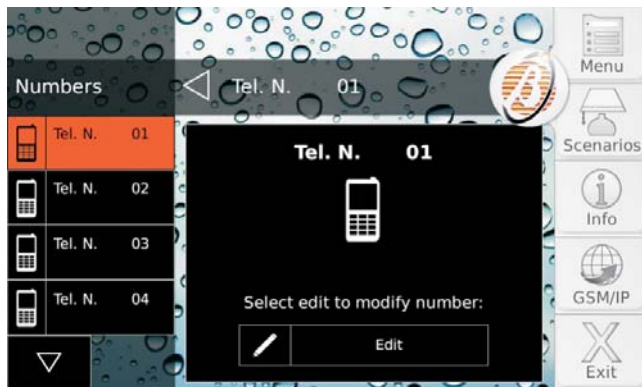 Numbers
Tel. N. 01
Tel. N. 01
Tel. N. 02
Tel. N. 03
Tel. N. 04
Tel. N. 01
Select edit to modify number:
Edit
Menu
Scenarios
Info
GSM/IP
Exit